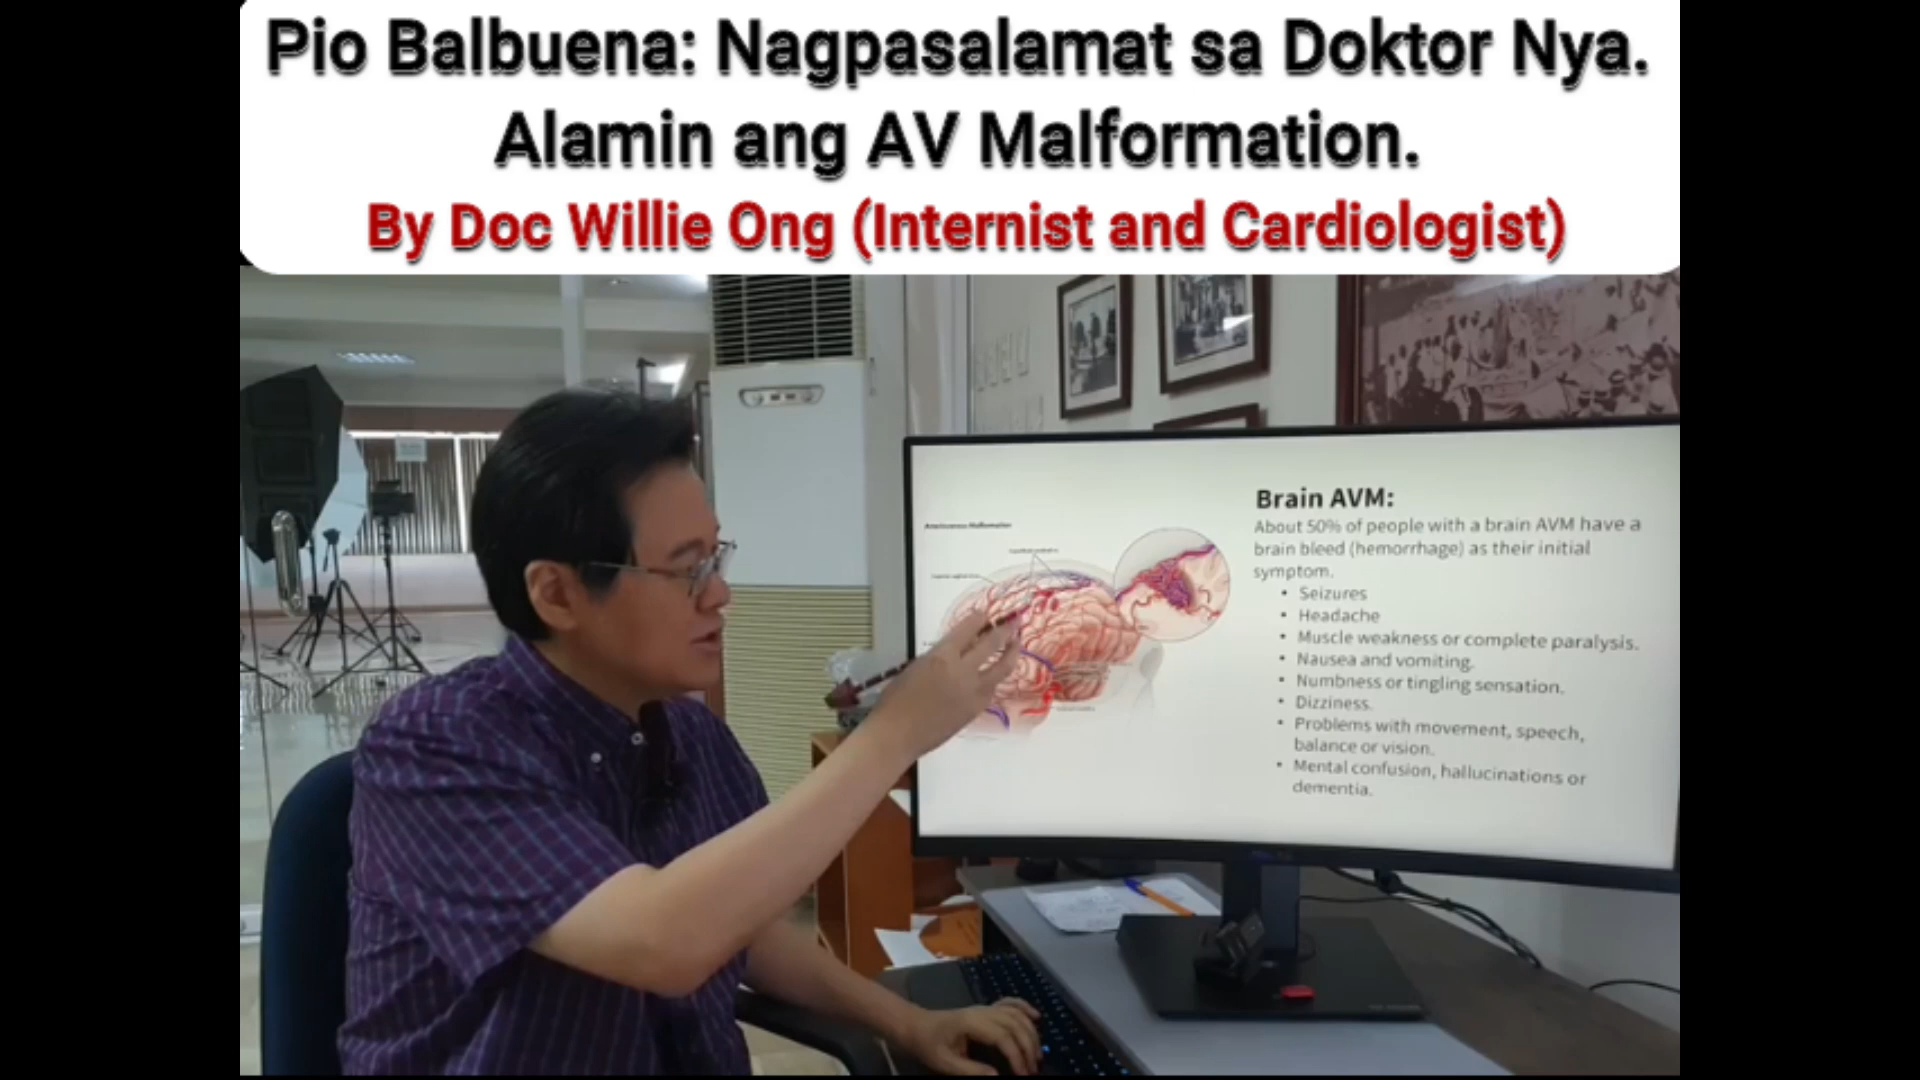 Pio Balbuena: Nagpasalamat sa Doktor Nya.
Alamin ang AV Malformation.
By Doc Willie Ong (Internist and Cardiologist)
Arteriovenous Malformation
Brain AVM:
About 50% of people with a brain AVM have a
brain bleed (hemorrhage) as their initial
symptom.
• Seizures
• Headache
• Muscle weakness or complete paralysis.
• Nausea and vomiting.
• Numbness or tingling sensation.
• Dizziness.
• Problems with movement, speech,
balance or vision.
• Mental confusion, hallucinations or
dementia.